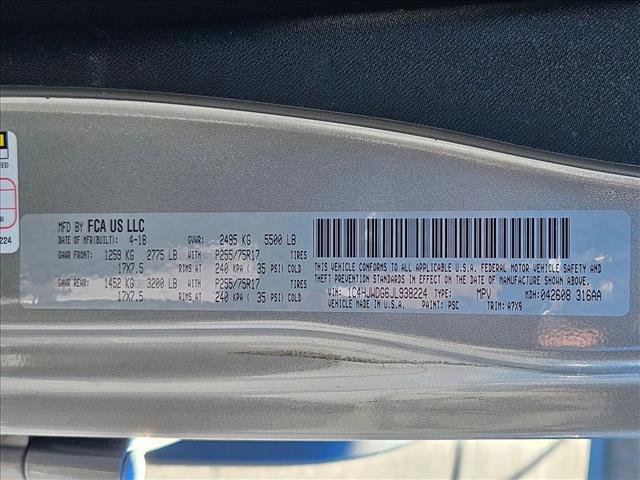 EED
SI
224
MFD BY FCA US LLC
DATE OF MFR(BUILT): 4-18 GVWR: 2495 KG 5500 LB
GAWR FRONT: 1259 KG 2775 LB WITH P255/75R17 TIRES
17X7.5 RIMS AT 240 KPA ( 35 PSI) COLD
GAWR REAR: 1452 KG 3200 LB WITH P255/75R17 TIRES
17X7.5 RIMS AT 240 KPA ( 35 PSI) COLD
THIS VEHICLE CONFORMS TO ALL APPLICABLE U.S.A. FEDERAL MOTOR VEHICLE SAFETY AND
THEFT PREVENTION STANDARDS IN EFFECT ON THE DATE OF MANUFACTURE SHOWN ABOVE.
VIN: 1C4HJWDG6JL938224 TYPE: MPV MDH: 042608 316AA
VEHICLE MADE IN U.S.A. PAINT: PSC TRIM: A7X9